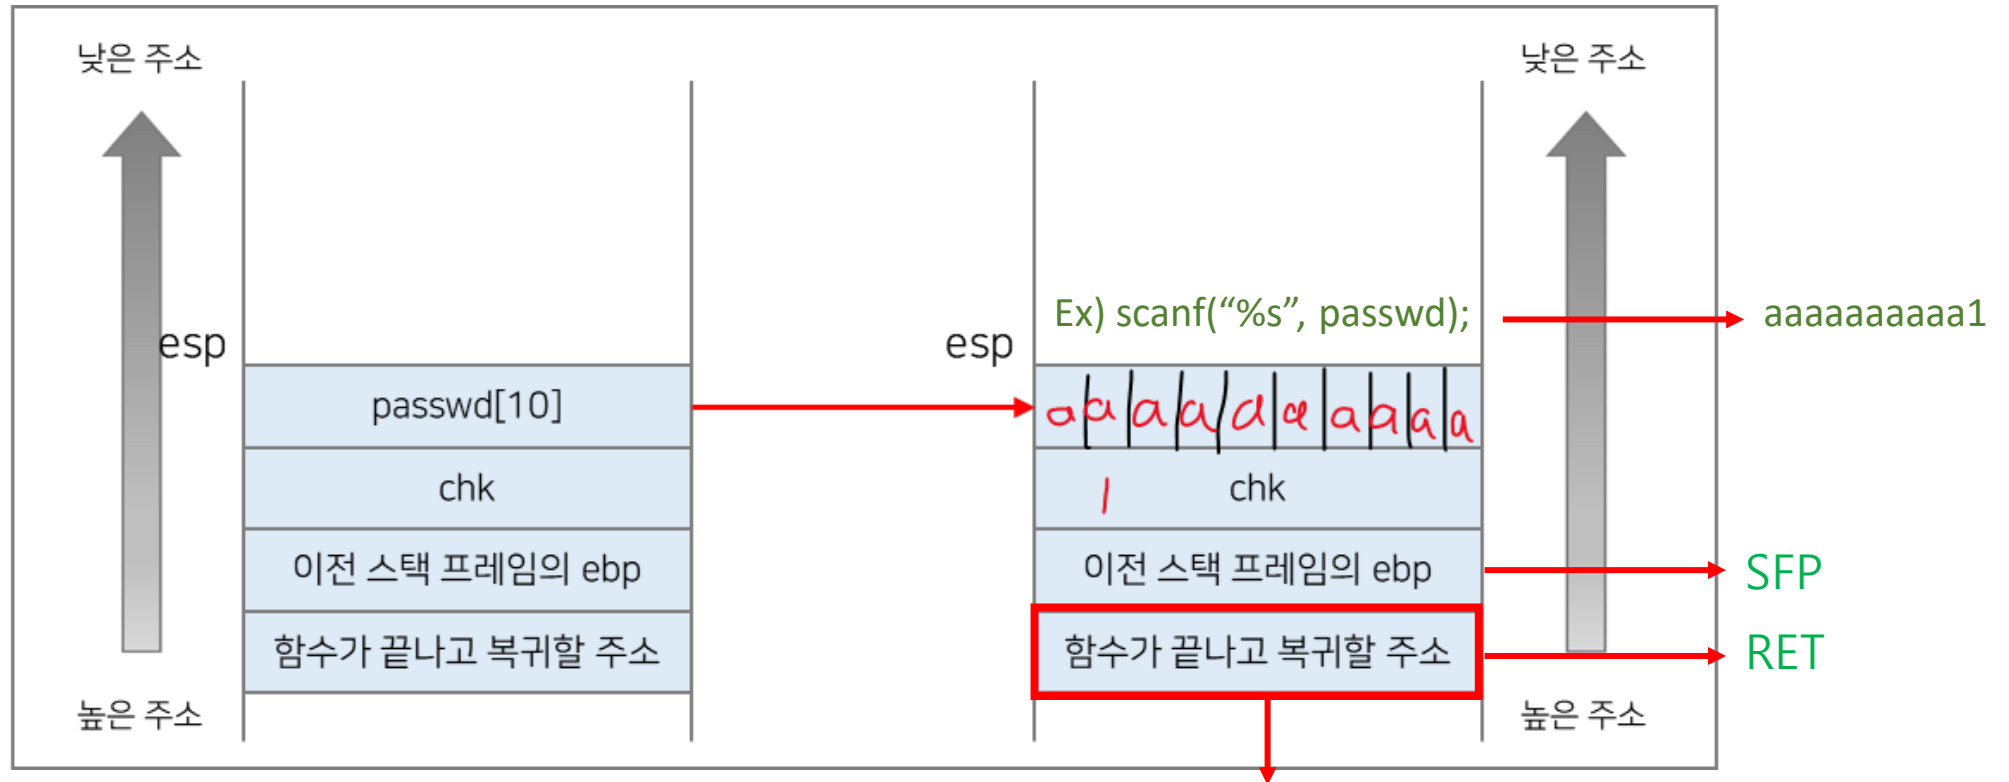 낮은 주소
낮은 주소
Ex) scanf(“%s”, passwd);
aaaaaaaaaa1
esp
esp
passwd[10]
a a a a a a a a a a
chk
1 chk
이전 스택 프레임의 ebp
이전 스택 프레임의 ebp
SFP
함수가 끝나고 복귀할 주소
함수가 끝나고 복귀할 주소
RET
높은 주소
높은 주소